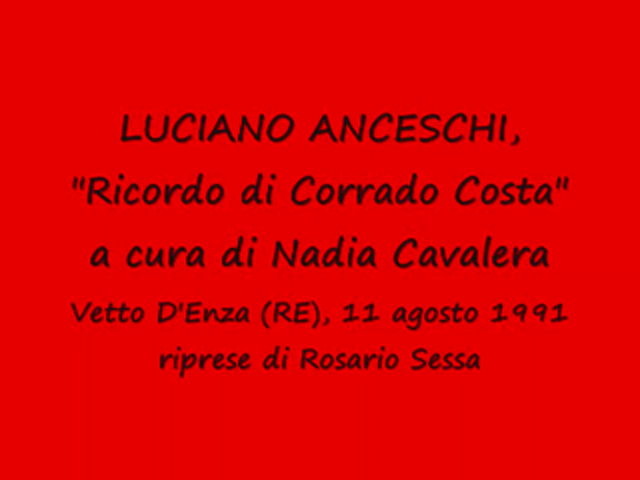 LUCIANO ANCESCHI,
"Ricordo di Corrado Costa"
a cura di Nadia Cavalera
Vetto D'Enza (RE), 11 agosto 1991
riprese di Rosario Sessa